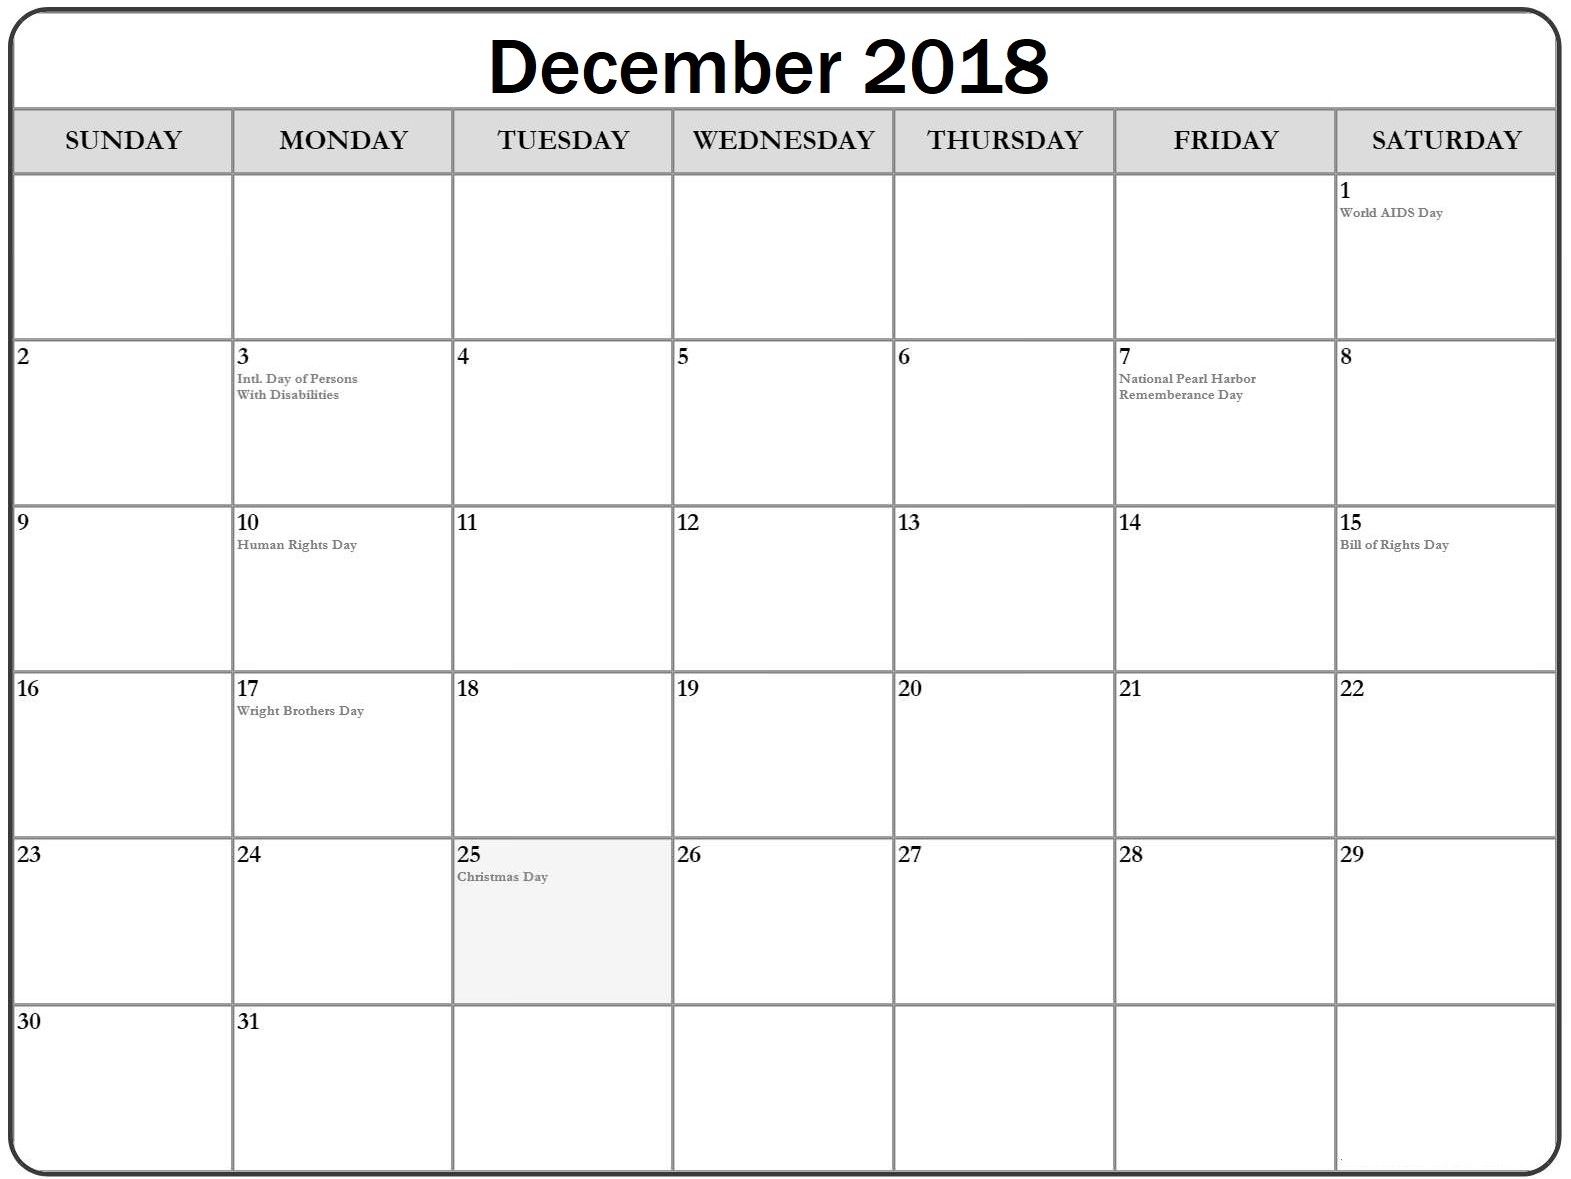 December 2018
SUNDAY MONDAY TUESDAY WEDNESDAY THURSDAY FRIDAY SATURDAY
1
World AIDS Day
2 3 4 5 6 7 8
Intl. Day of Persons
With Disabilities
National Pearl Harbor
Rememberance Day
9 10 11 12 13 14 15
Human Rights Day
Bill of Rights Day
16 17 18 19 20 21 22
Wright Brothers Day
23 24 25 26 27 28 29
Christmas Day
30 31